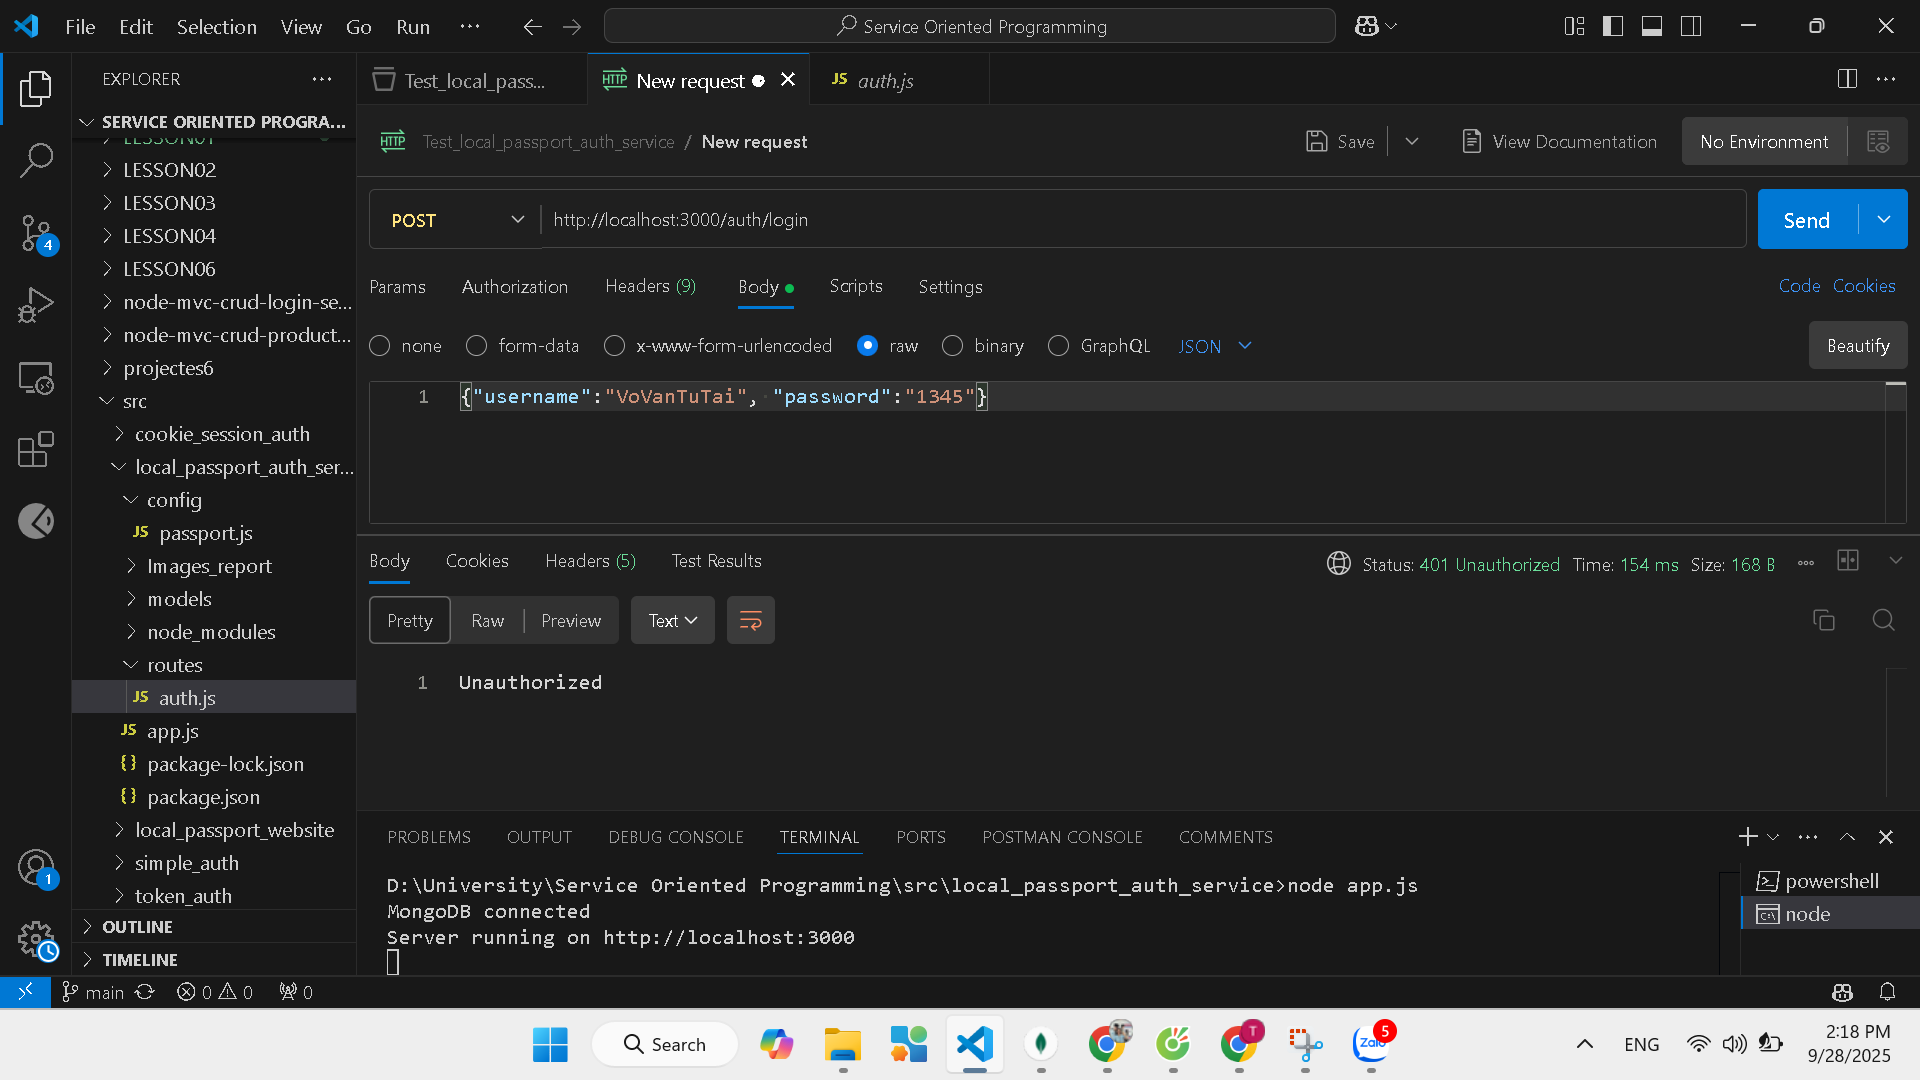 File Edit Selection View Go Run ···
Service Oriented Programming
EXPLORER
SERVICE ORIENTED PROGRA...
LESSON01
LESSON02
LESSON03
LESSON04
LESSON06
node-mvc-crud-login-se...
node-mvc-crud-product...
projectes6
src
cookie_session_auth
local_passport_auth_ser...
config
JS passport.js
Images_report
models
node_modules
routes
JS auth.js
JS app.js
{} package-lock.json
{} package.json
local_passport_website
simple_auth
token_auth
OUTLINE
TIMELINE
4
1
Test_local_pass...
HTTP New request
JS auth.js
HTTP Test_local_passport_auth_service / New request
Save
View Documentation
No Environment
POST http://localhost:3000/auth/login
Send
Params Authorization Headers (9) Body Scripts Settings
Code Cookies
none form-data x-www-form-urlencoded raw binary GraphQL JSON
Beautify
1 {"username":"VoVanTuTai", "password":"1345"}
Body Cookies Headers (5) Test Results
Status: 401 Unauthorized Time: 154 ms Size: 168 B
Pretty Raw Preview Text
1 Unauthorized
PROBLEMS OUTPUT DEBUG CONSOLE TERMINAL PORTS POSTMAN CONSOLE COMMENTS
D:\University\Service Oriented Programming\src\local_passport_auth_service>node app.js
MongoDB connected
Server running on http://localhost:3000
powershell
node
main 0 0 0
Search
T
Zalo 5
ENG
2:18 PM
9/28/2025